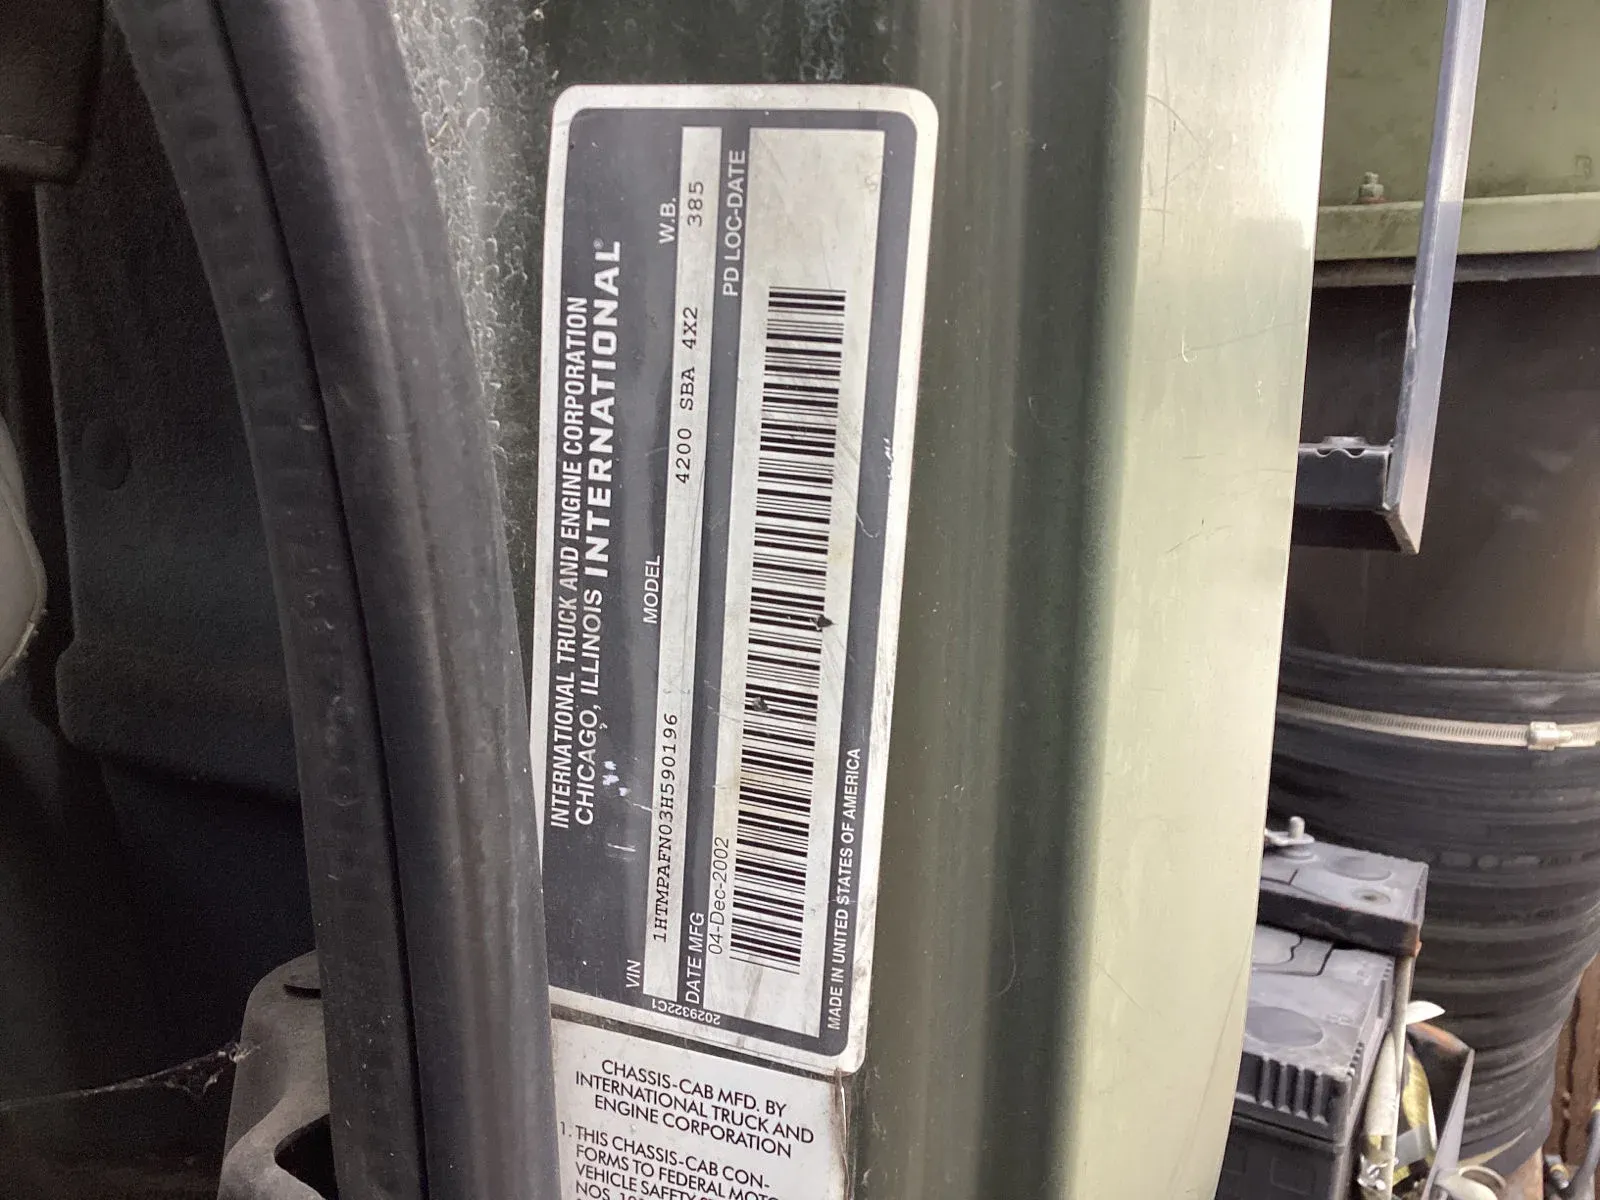 INTERNATIONAL TRUCK AND ENGINE CORPORATION
CHICAGO, ILLINOIS INTERNATIONAL®
VIN MODEL W.B.
1HTMPAFN03H590196 4200 SBA 4X2 385
DATE MFG PD LOC-DATE
04-Dec-2002
MADE IN UNITED STATES OF AMERICA
2029322C1
CHASSIS-CAB MFD. BY
INTERNATIONAL TRUCK AND
ENGINE CORPORATION
1. THIS CHASSIS-CAB CON-
FORMS TO FEDERAL MOTO
VEHICLE SAFETY
NOS.